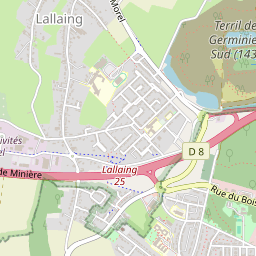 Lallaing
Morel
Terril de
Germinie
Sud (143
ivités
el
D 8
de Minière
Lallaing
25
Rue du Bois